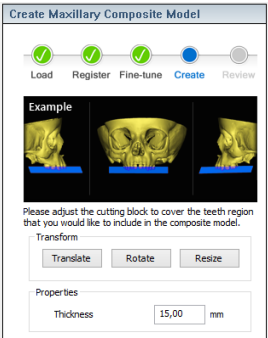 Create Maxillary Composite Model
Load Register Fine-tune Create Review
Example
Please adjust the cutting block to cover the teeth region
that you would like to include in the composite model.
Transform
Translate Rotate Resize
Properties
Thickness 15,00 mm